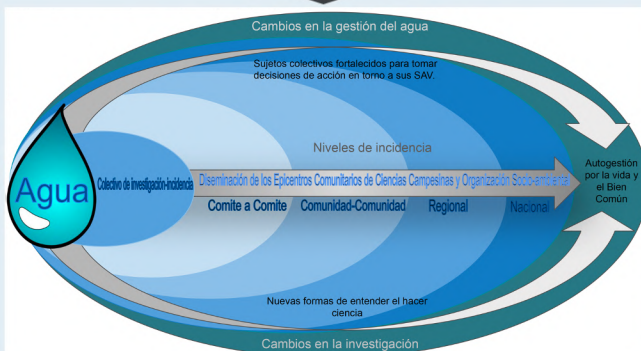 Cambios en la gestión del agua
Sujetos colectivos fortalecidos para tomar
decisiones de acción en torno a sus SAV.
Niveles de incidencia
Agua
Colectivo de investigación-incidencia
Diseminación de los Epicentros Comunitarios de Ciencias Campesinas y Organización Socio-ambiental
Comite a Comite
Comunidad-Comunidad
Regional
Nacional
Autogestión
por la vida y
el Bien
Común
Nuevas formas de entender el hacer
ciencia
Cambios en la investigación